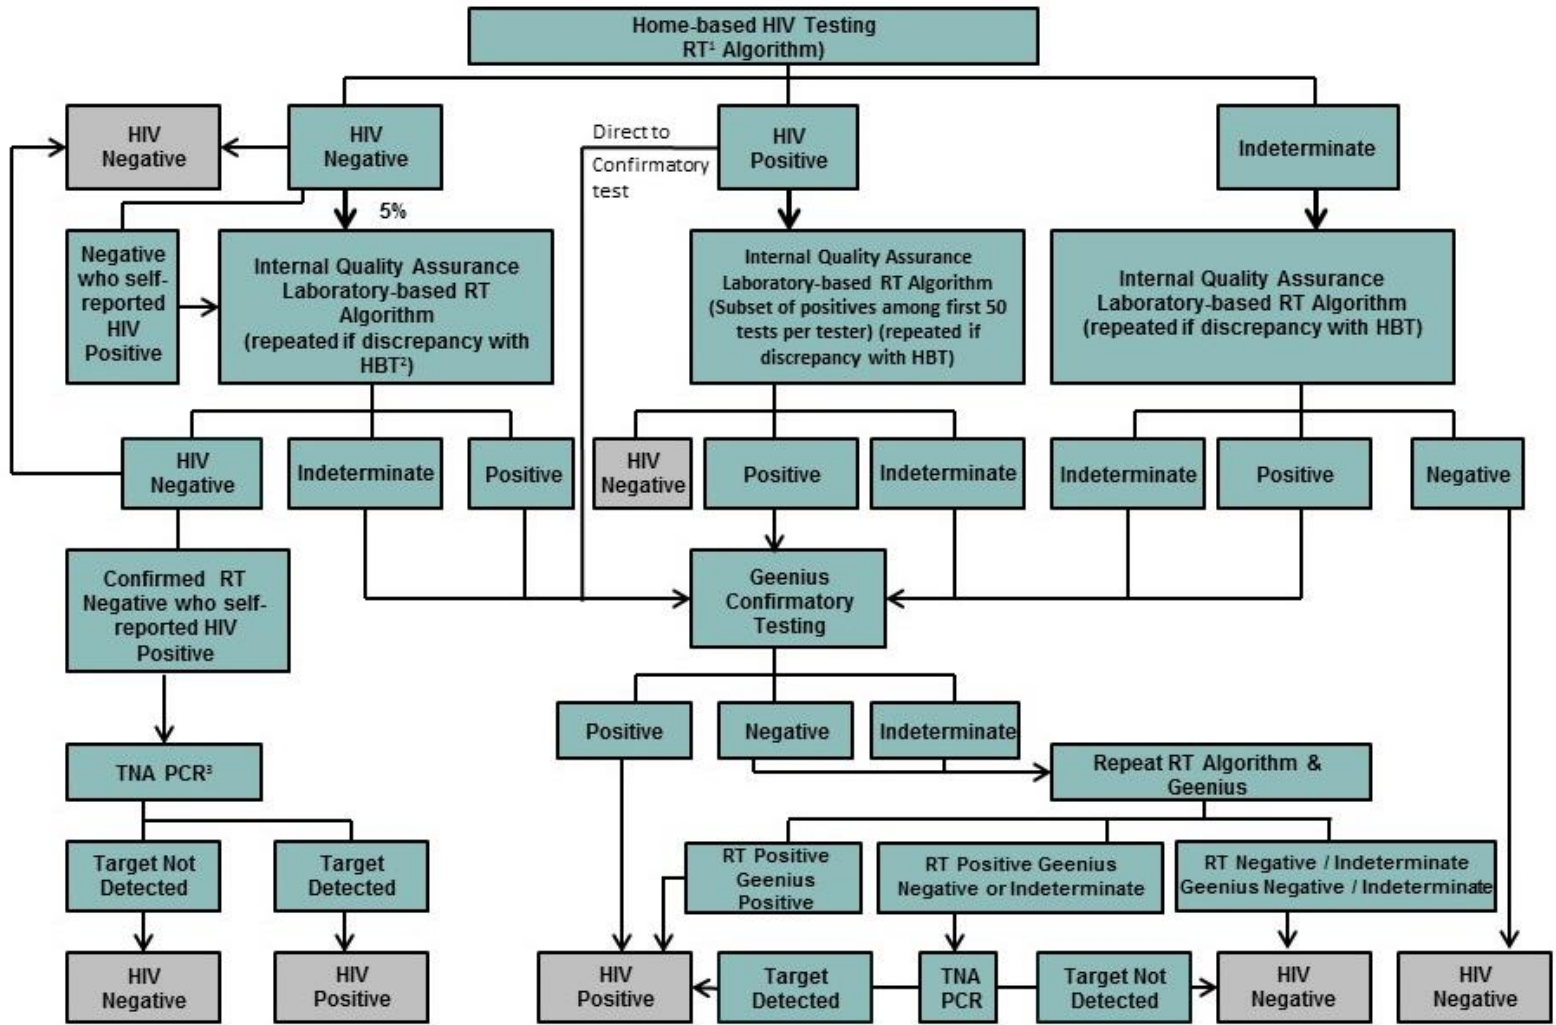 Home-based HIV Testing
RT¹ Algorithm)
HIV
Negative
HIV
Negative
Direct to
Confirmatory
test
HIV
Positive
Indeterminate
5%
Negative
who self-
reported
HIV
Positive
Internal Quality Assurance
Laboratory-based RT
Algorithm
(repeated if discrepancy with
HBT²)
Internal Quality Assurance
Laboratory-based RT Algorithm
(Subset of positives among first 50
tests per tester) (repeated if
discrepancy with HBT)
Internal Quality Assurance
Laboratory-based RT Algorithm
(repeated if discrepancy with HBT)
HIV
Negative
Indeterminate
Positive
HIV
Negative
Positive
Indeterminate
Indeterminate
Positive
Negative
Confirmed RT
Negative who self-
reported HIV
Positive
Geenius
Confirmatory
Testing
Positive
Negative
Indeterminate
TNA PCR³
Repeat RT Algorithm &
Geenius
Target Not
Detected
Target
Detected
RT Positive
Geenius
Positive
RT Positive Geenius
Negative or Indeterminate
RT Negative / Indeterminate
Geenius Negative / Indeterminate
HIV
Negative
HIV
Positive
HIV
Positive
Target
Detected
TNA
PCR
Target Not
Detected
HIV
Negative
HIV
Negative